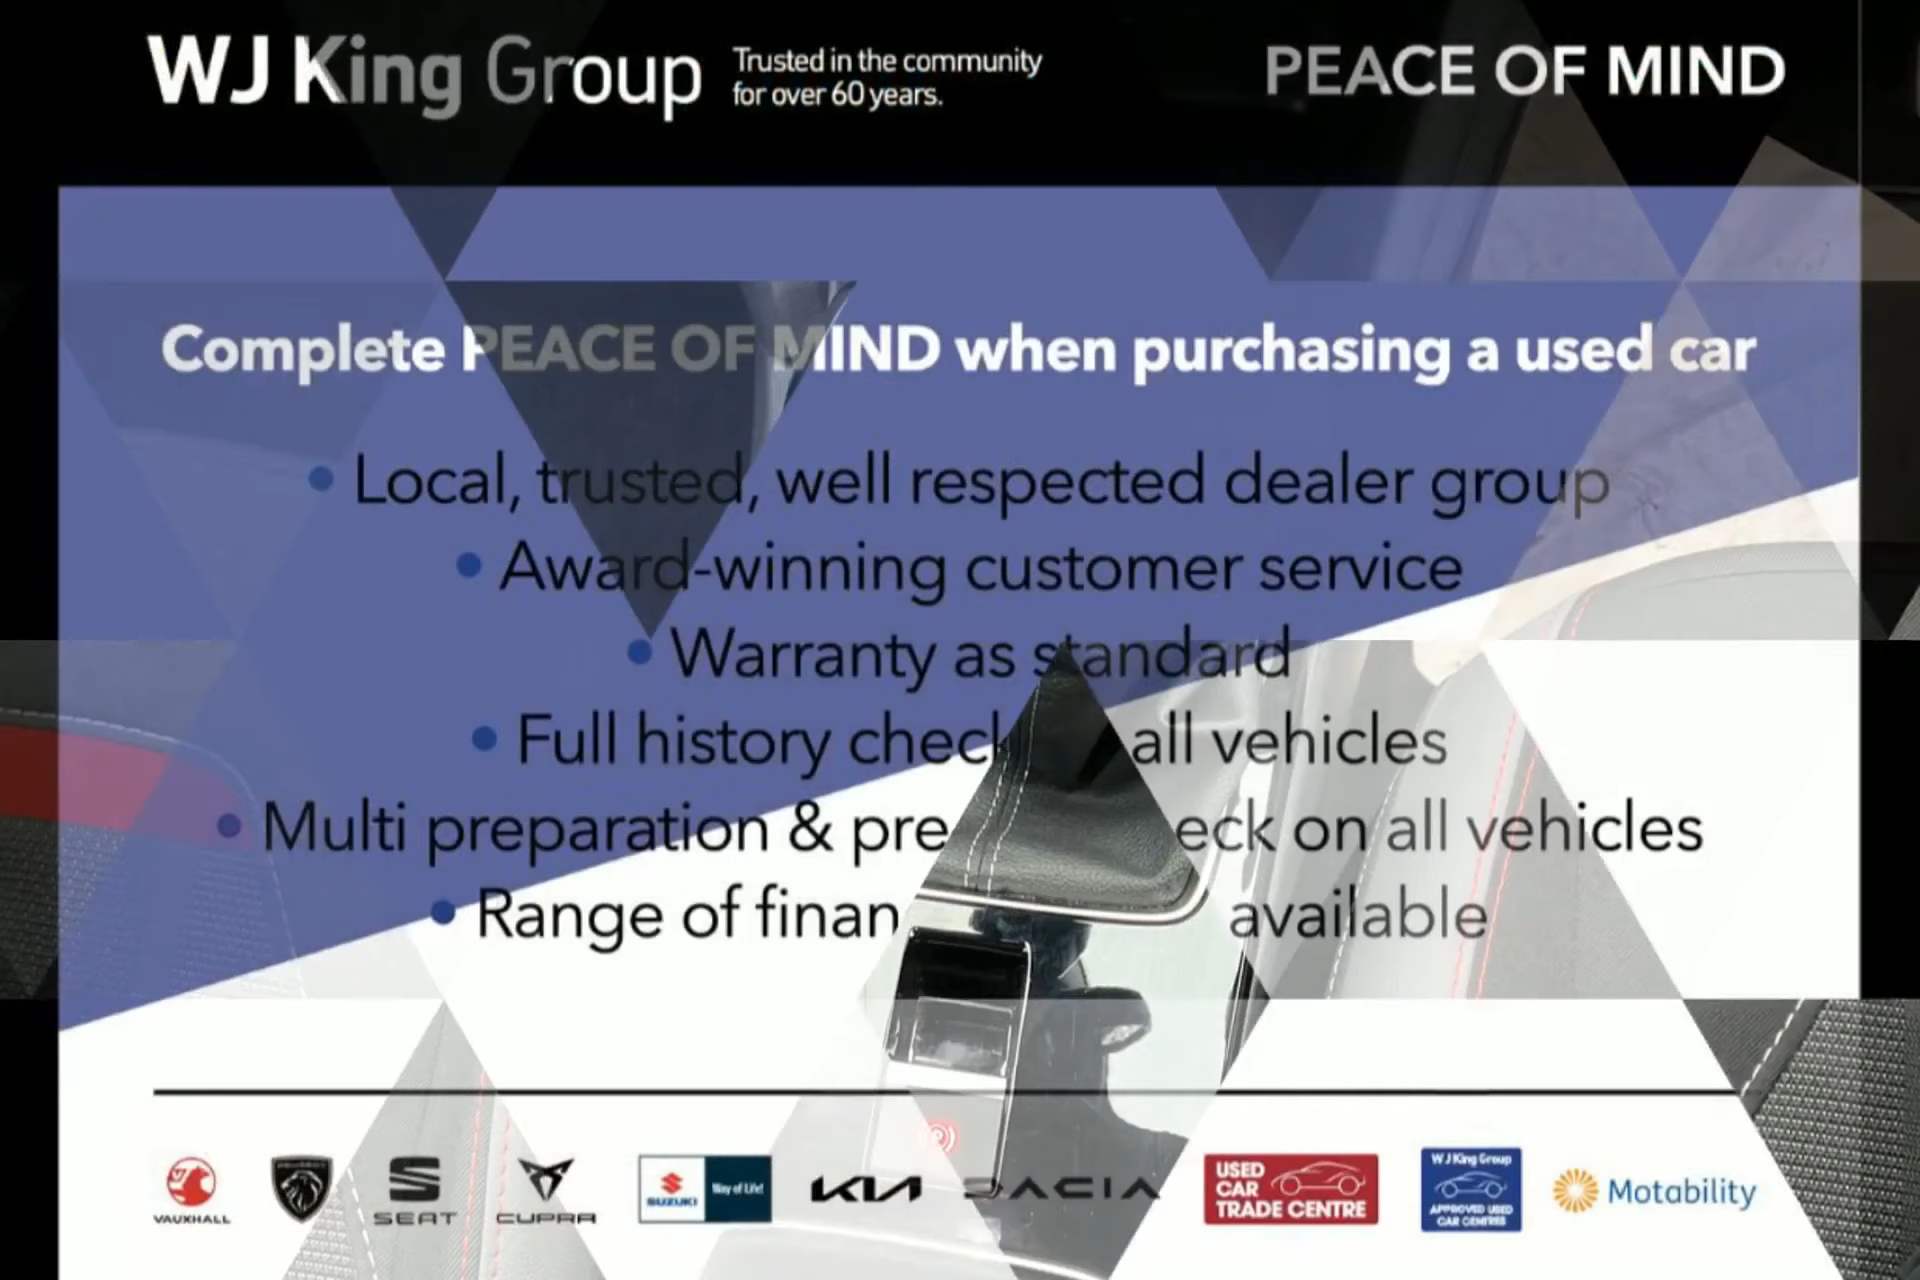 WJ King Group
Trusted in the community
for over 60 years.
PEACE OF MIND
Complete PEACE OF MIND when purchasing a used car
• Local, trusted, well respected dealer group
• Award-winning customer service
• Warranty as standard
• Full history check all vehicles
• Multi preparation & pre eck on all vehicles
• Range of finan available
VAUXHALL
PEUGEOT
SEAT
CUPRA
SUZUKI
Way of Life!
KIA
DACIA
USED
CAR
TRADE CENTRE
WJ King Group
APPROVED USED
CAR CENTRES
Motability